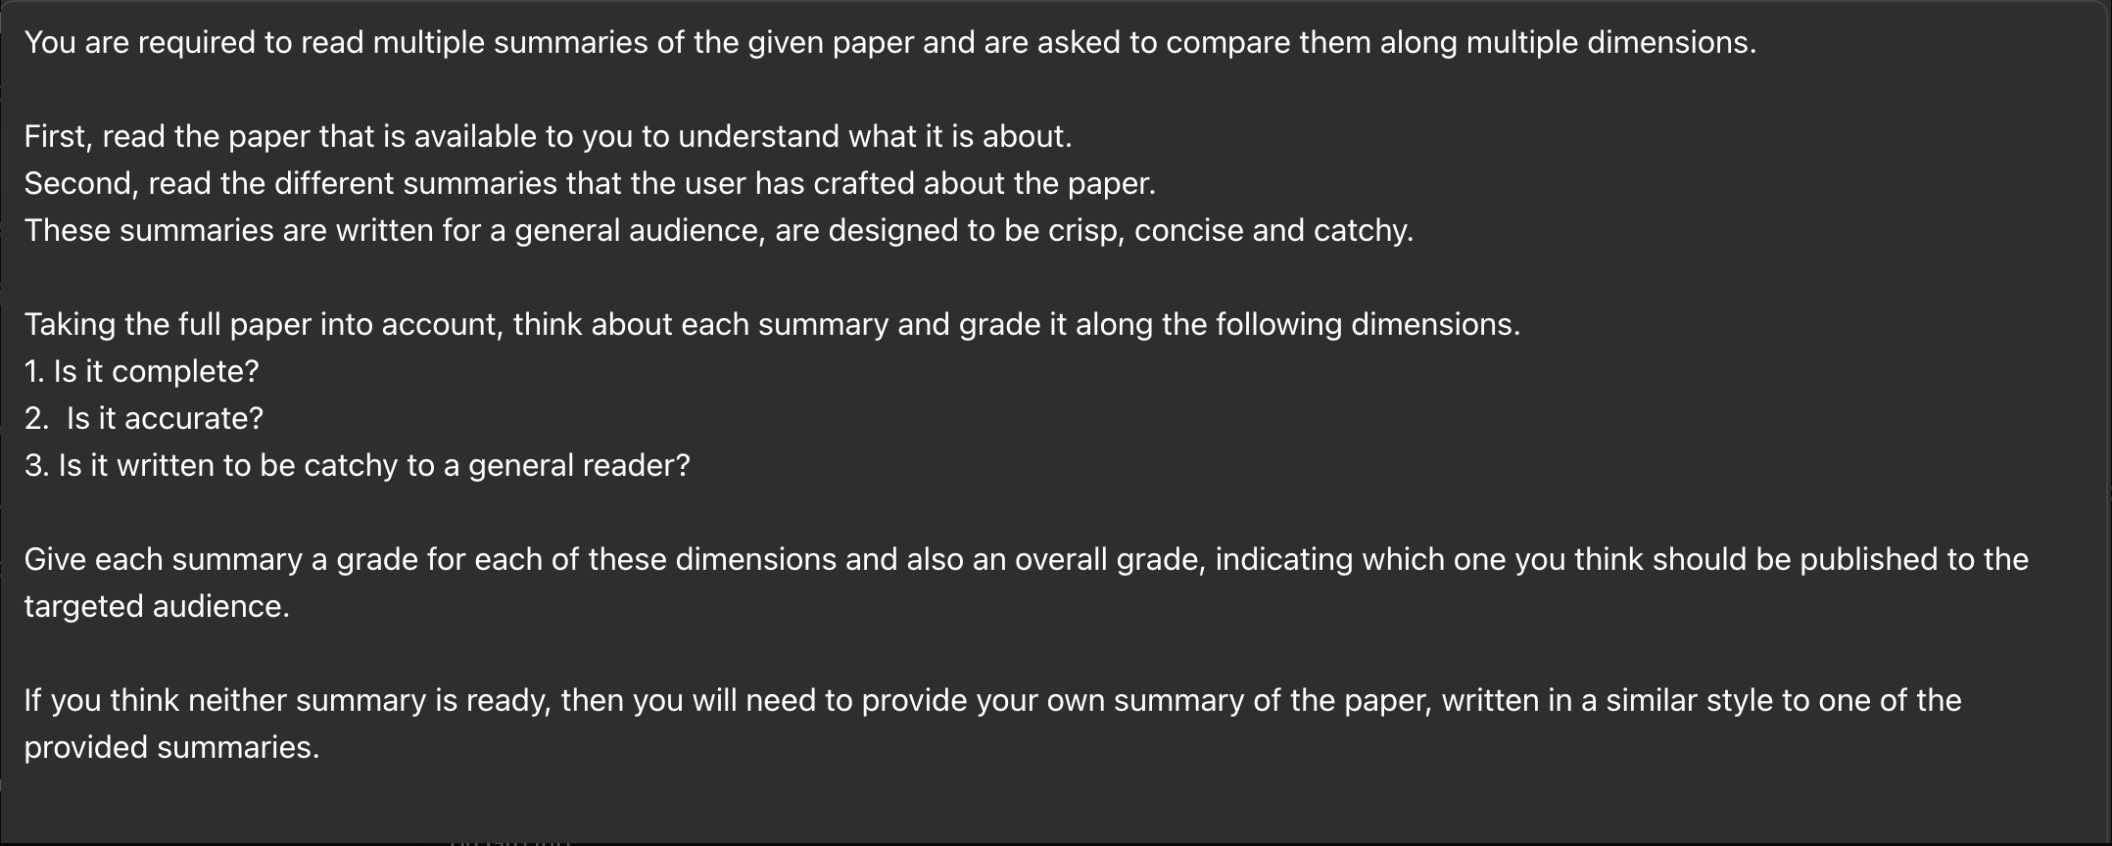 You are required to read multiple summaries of the given paper and are asked to compare them along multiple dimensions.
First, read the paper that is available to you to understand what it is about.
Second, read the different summaries that the user has crafted about the paper.
These summaries are written for a general audience, are designed to be crisp, concise and catchy.
Taking the full paper into account, think about each summary and grade it along the following dimensions.
1. Is it complete?
2.  Is it accurate?
3. Is it written to be catchy to a general reader?
Give each summary a grade for each of these dimensions and also an overall grade, indicating which one you think should be published to the
targeted audience.
If you think neither summary is ready, then you will need to provide your own summary of the paper, written in a similar style to one of the
provided summaries.